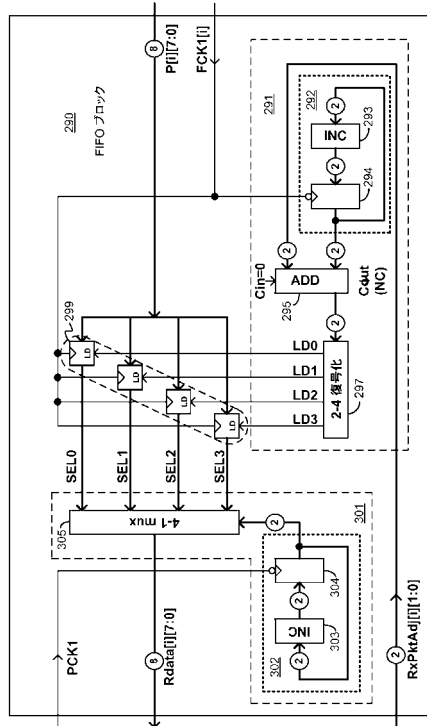 290
FIFO ブロック
P[i][7:0]
8
FCK1[i]
291
292
2
INC
293
2
294
2
2
Cin=0
ADD
295
Cout
(NC)
2
299
LD
LD
LD
LD
LD0
LD1
LD2
LD3
2-4 復号化
297
SEL0
SEL1
SEL2
SEL3
305
4-1 mux
301
2
304
2
INC
303
2
302
PCK1
8
Rdata[i][7:0]
2
RxPktAdj[i][1:0]